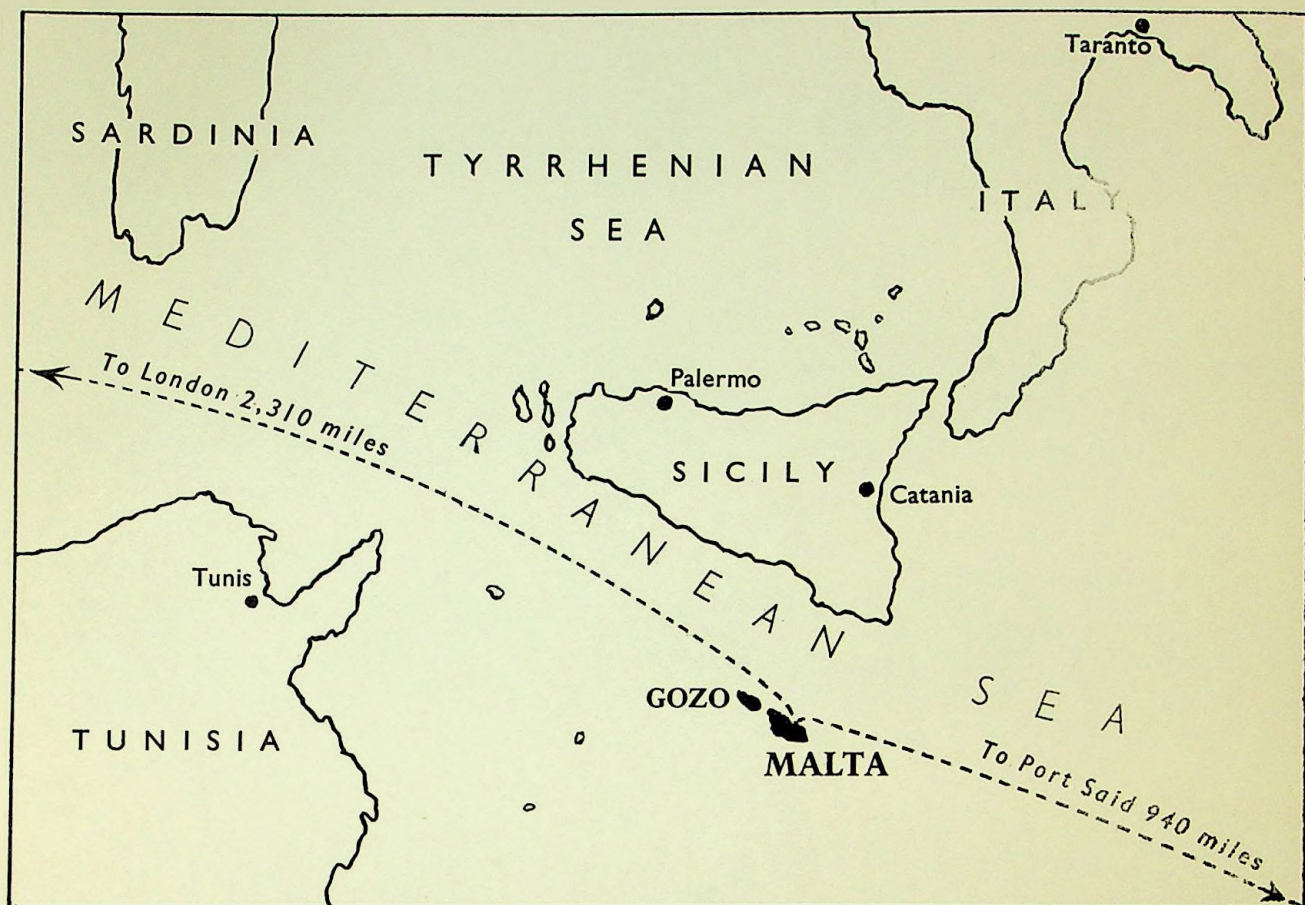 Taranto
SARDINIA
TYRRHENIAN
SEA
ITALY
MEDITERRANEAN SEA
To London 2,310 miles
Palermo
SICILY
Catania
Tunis
GOZO
MALTA
TUNISIA
To Port Said 940 miles